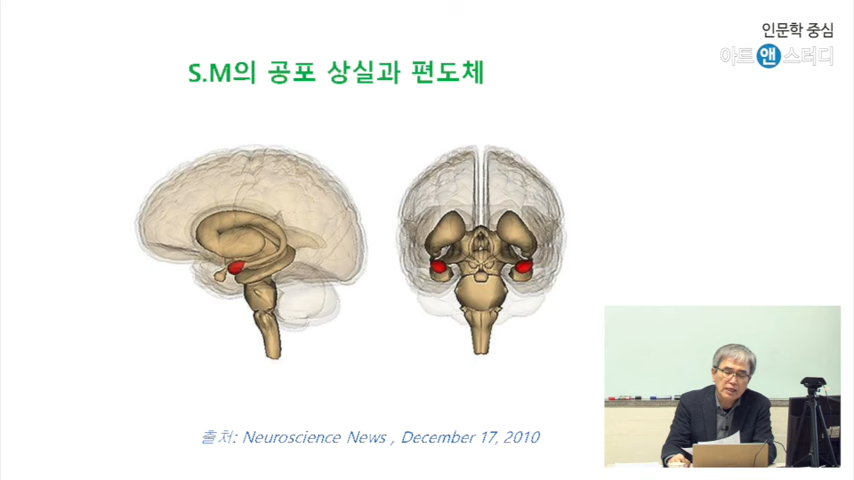 인문학 중심
아트앤스터디
S.M의 공포 상실과 편도체
출처: Neuroscience News , December 17, 2010